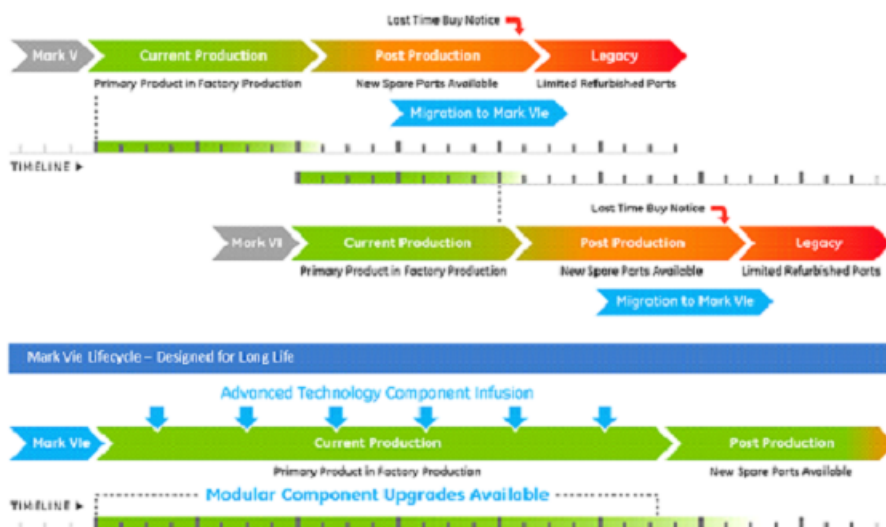 Last Time Buy Notice
Mark V Current Production Post Production Legacy
Primary Product in Factory Production New Spare Parts Available Limited Refurbished Parts
Migration to Mark VIe
TIMELINE ►
Last Time Buy Notice
Mark VI Current Production Post Production Legacy
Primary Product in Factory Production New Spare Parts Available Limited Refurbished Parts
Migration to Mark VIe
Mark VIe Lifecycle – Designed for Long Life
Advanced Technology Component Infusion
Mark VIe Current Production Post Production
Primary Product in Factory Production New Spare Parts Available
Modular Component Upgrades Available
TIMELINE ►